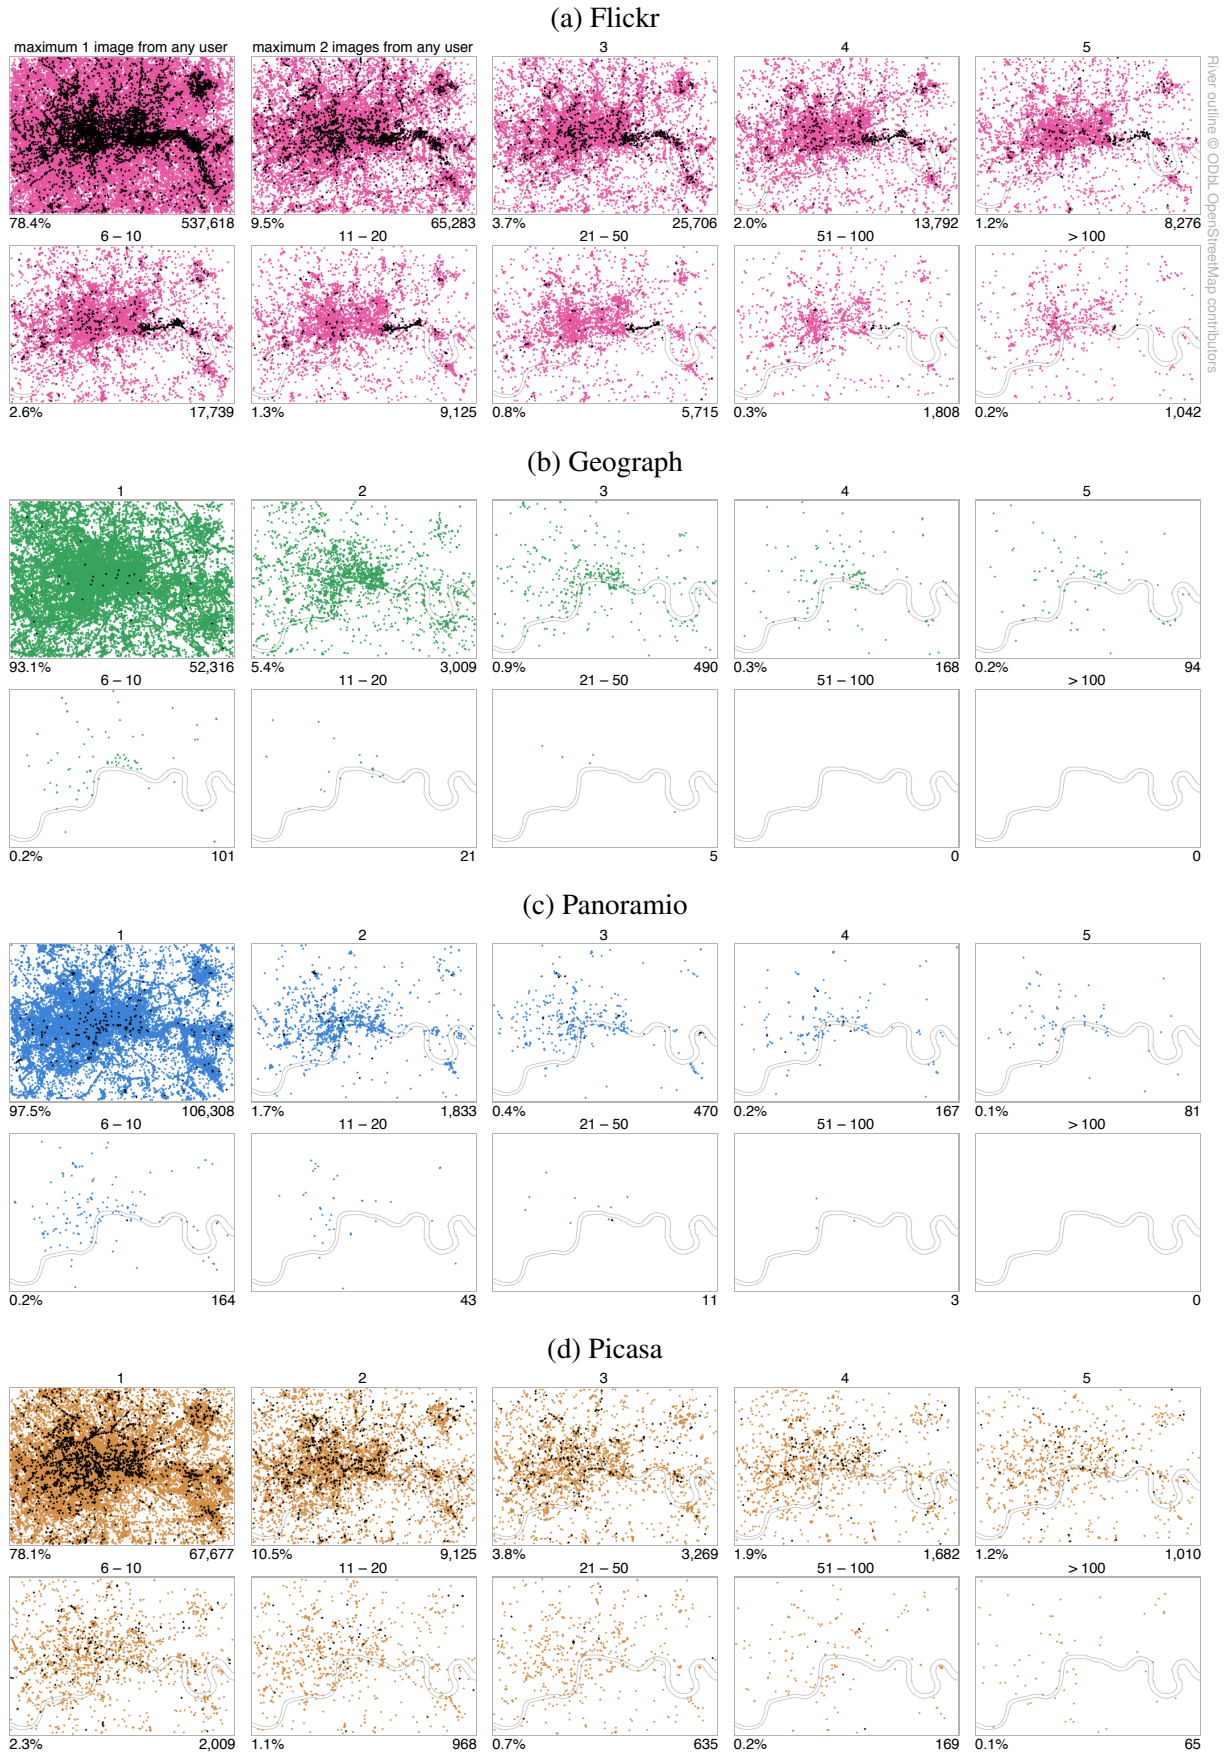 (a) Flickr
maximum 1 image from any user maximum 2 images from any user 3 4 5
78.4% 537,618 9.5% 65,283 3.7% 25,706 2.0% 13,792 1.2% 8,276
6 – 10 11 – 20 21 – 50 51 – 100 > 100
2.6% 17,739 1.3% 9,125 0.8% 5,715 0.3% 1,808 0.2% 1,042
River outline © ODbL OpenStreetMap contributors
(b) Geograph
1 2 3 4 5
93.1% 52,316 5.4% 3,009 0.9% 490 0.3% 168 0.2% 94
6 – 10 11 – 20 21 – 50 51 – 100 > 100
0.2% 101 21 5 0 0
(c) Panoramio
1 2 3 4 5
97.5% 106,308 1.7% 1,833 0.4% 470 0.2% 167 0.1% 81
6 – 10 11 – 20 21 – 50 51 – 100 > 100
0.2% 164 43 11 3 0
(d) Picasa
1 2 3 4 5
78.1% 67,677 10.5% 9,125 3.8% 3,269 1.9% 1,682 1.2% 1,010
6 – 10 11 – 20 21 – 50 51 – 100 > 100
2.3% 2,009 1.1% 968 0.7% 635 0.2% 169 0.1% 65